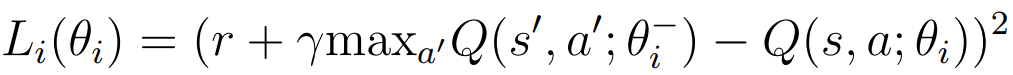 L_i(θ_i) = (r + γmax_{a′}Q(s′, a′; θ_i^−) − Q(s, a; θ_i))^2